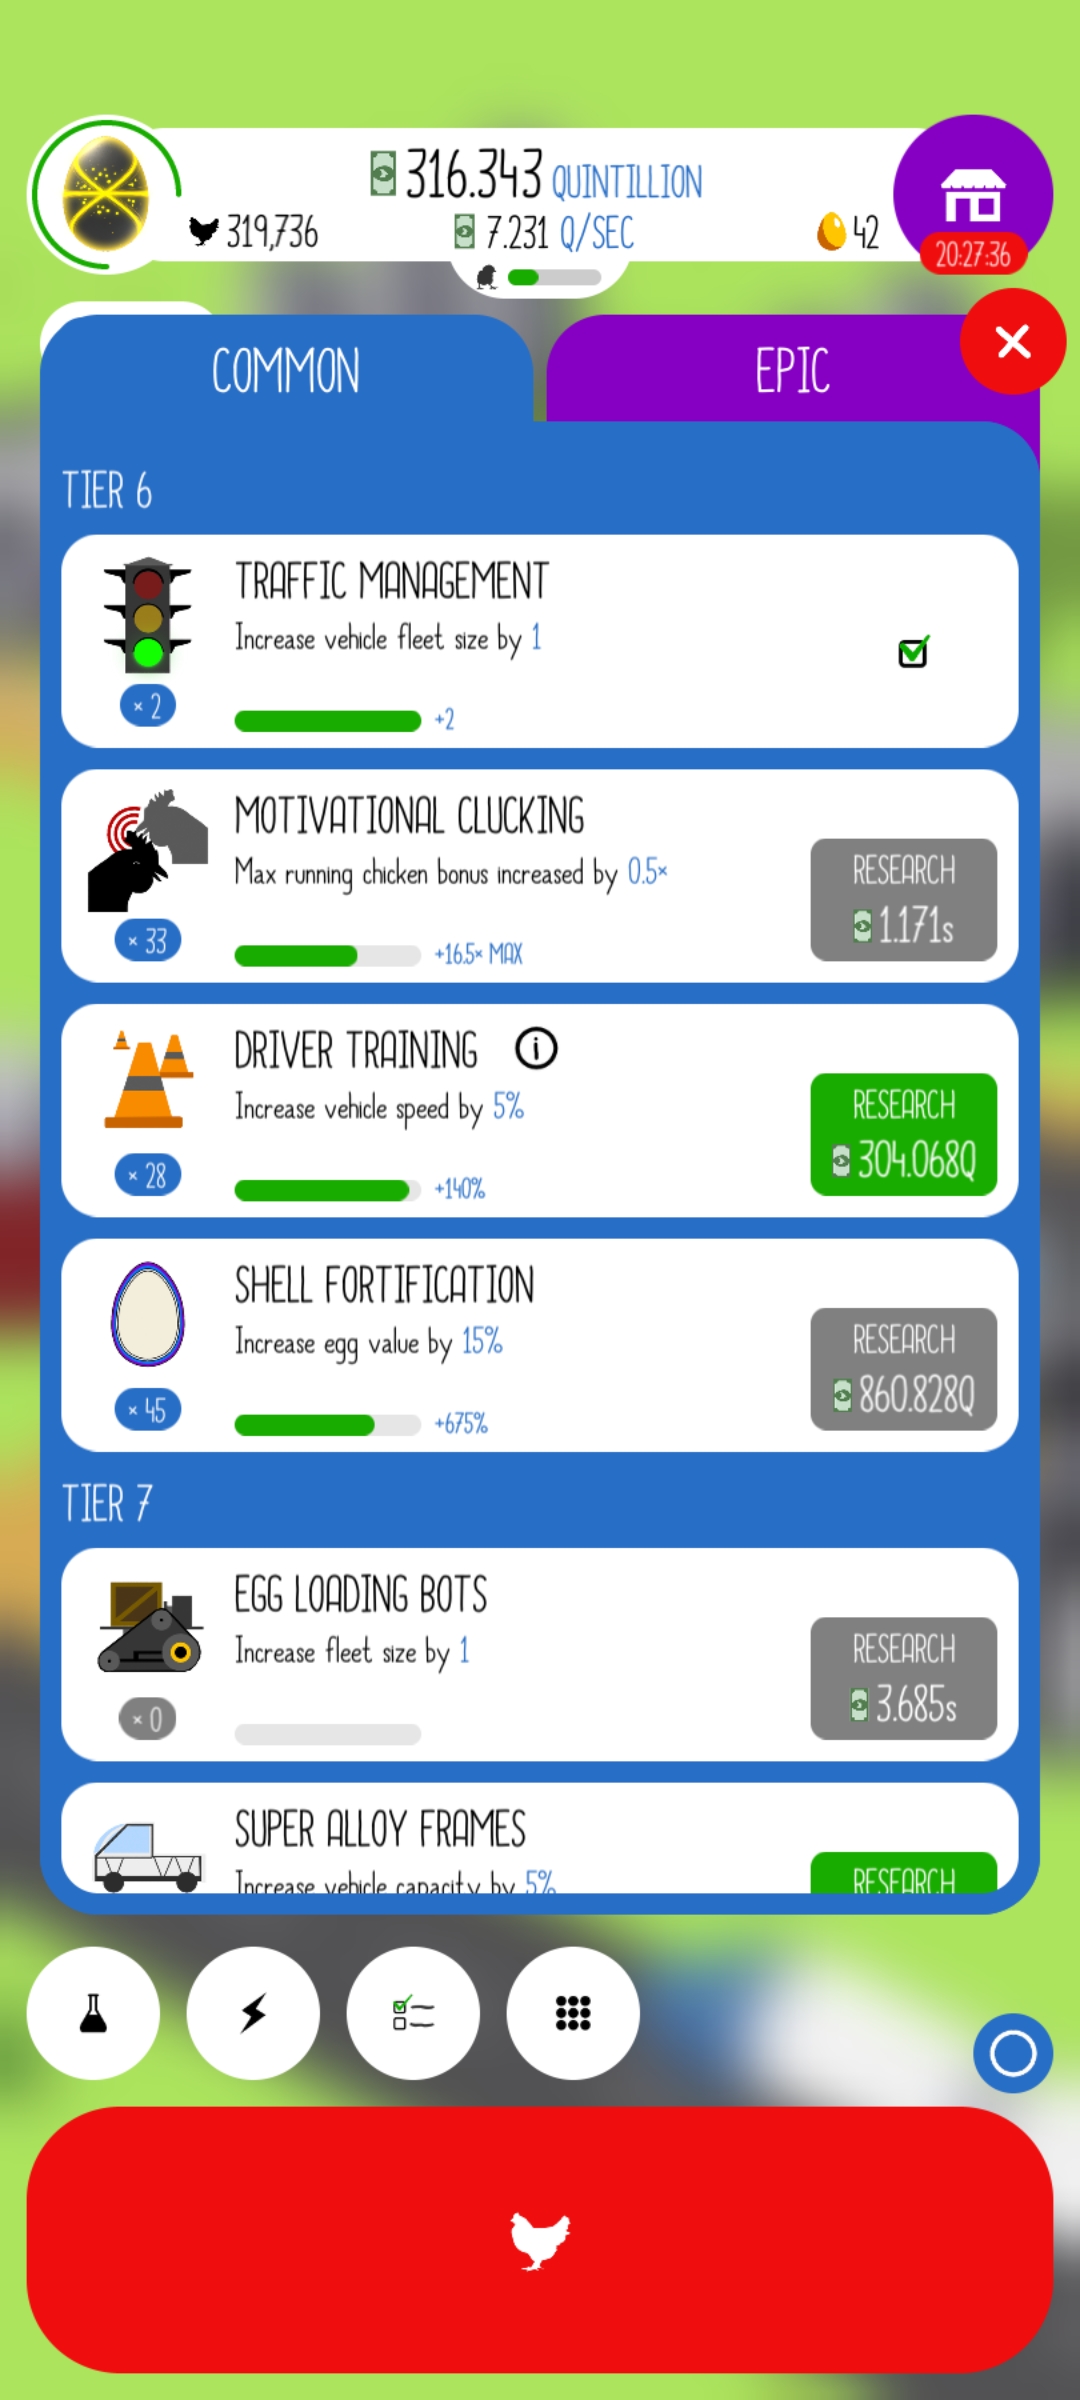 316.343 QUINTILLION
319,736
7.231 Q/SEC
42
20:27:36
COMMON
EPIC
TIER 6
TRAFFIC MANAGEMENT
Increase vehicle fleet size by 1
× 2
+2
MOTIVATIONAL CLUCKING
Max running chicken bonus increased by 0.5×
RESEARCH
1.171s
× 33
+16.5× MAX
DRIVER TRAINING
Increase vehicle speed by 5%
RESEARCH
304.068Q
× 28
+140%
SHELL FORTIFICATION
Increase egg value by 15%
RESEARCH
860.828Q
× 45
+675%
TIER 7
EGG LOADING BOTS
Increase fleet size by 1
RESEARCH
3.685s
× 0
SUPER ALLOY FRAMES
Increase vehicle capacity by 5%
RESEARCH